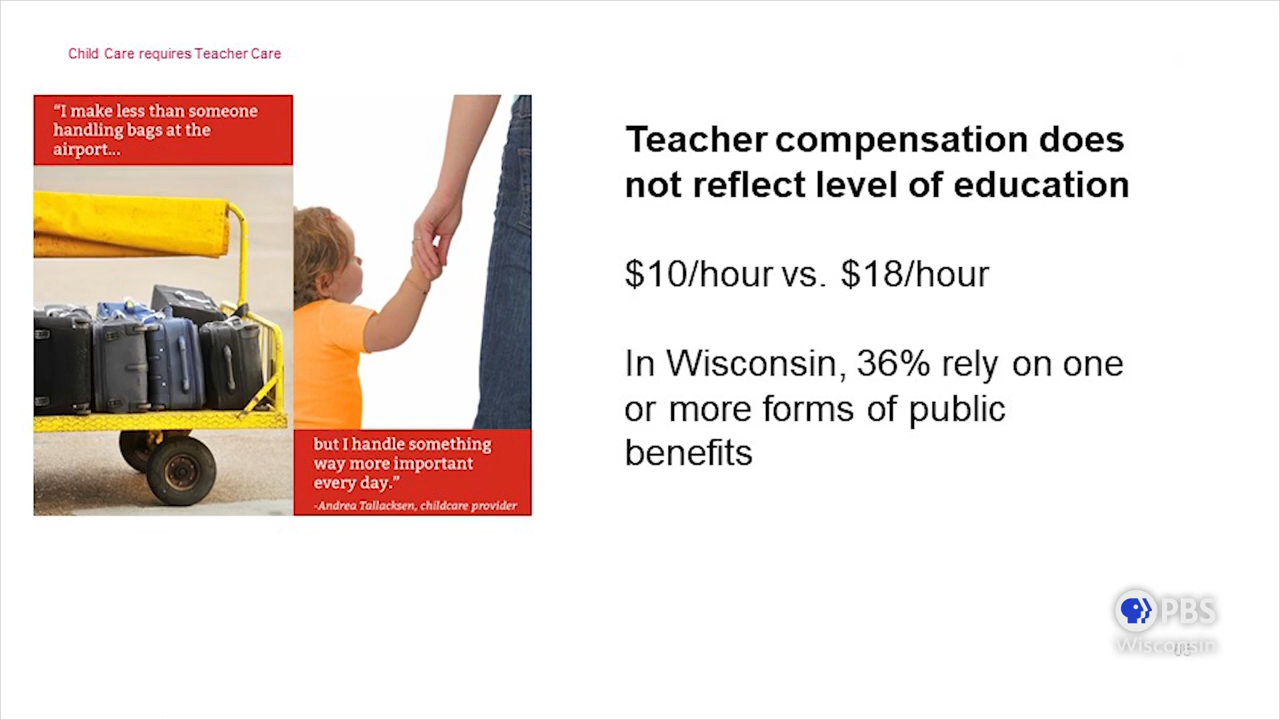 Child Care requires Teacher Care
“I make less than someone
handling bags at the
airport...
but I handle something
way more important
every day.”
-Andrea Tallacksen, childcare provider
Teacher compensation does
not reflect level of education
$10/hour vs. $18/hour
In Wisconsin, 36% rely on one
or more forms of public
benefits
PBS
Wisconsin